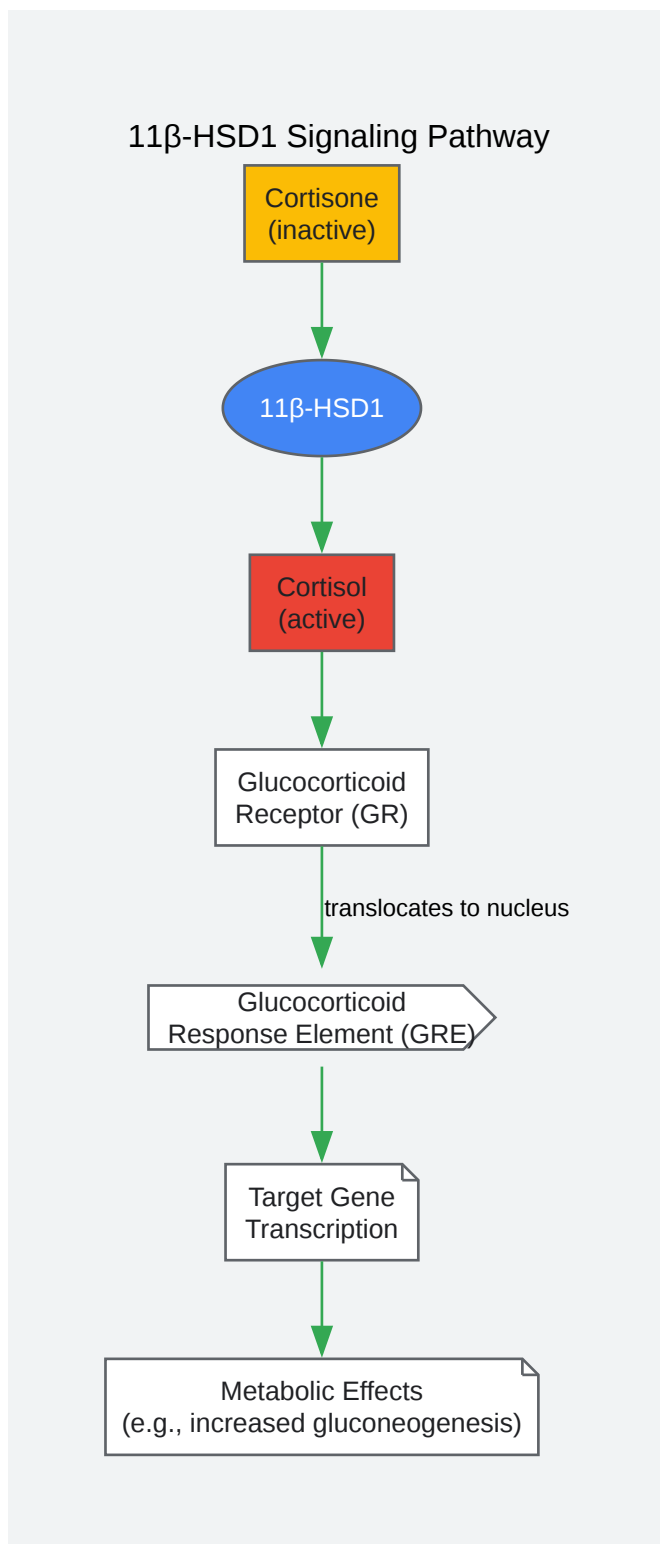 11β-HSD1 Signaling Pathway
Cortisone
(inactive)
11β-HSD1
Cortisol
(active)
Glucocorticoid
Receptor (GR)
translocates to nucleus
Glucocorticoid
Response Element (GRE)
Target Gene
Transcription
Metabolic Effects
(e.g., increased gluconeogenesis)